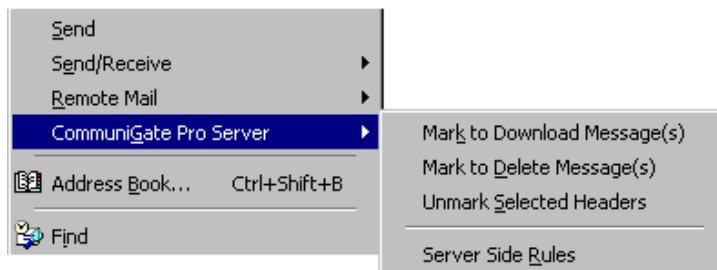 Send
Send/Receive
Remote Mail
CommuniGate Pro Server
Address Book... Ctrl+Shift+B
Find
Mark to Download Message(s)
Mark to Delete Message(s)
Unmark Selected Headers
Server Side Rules